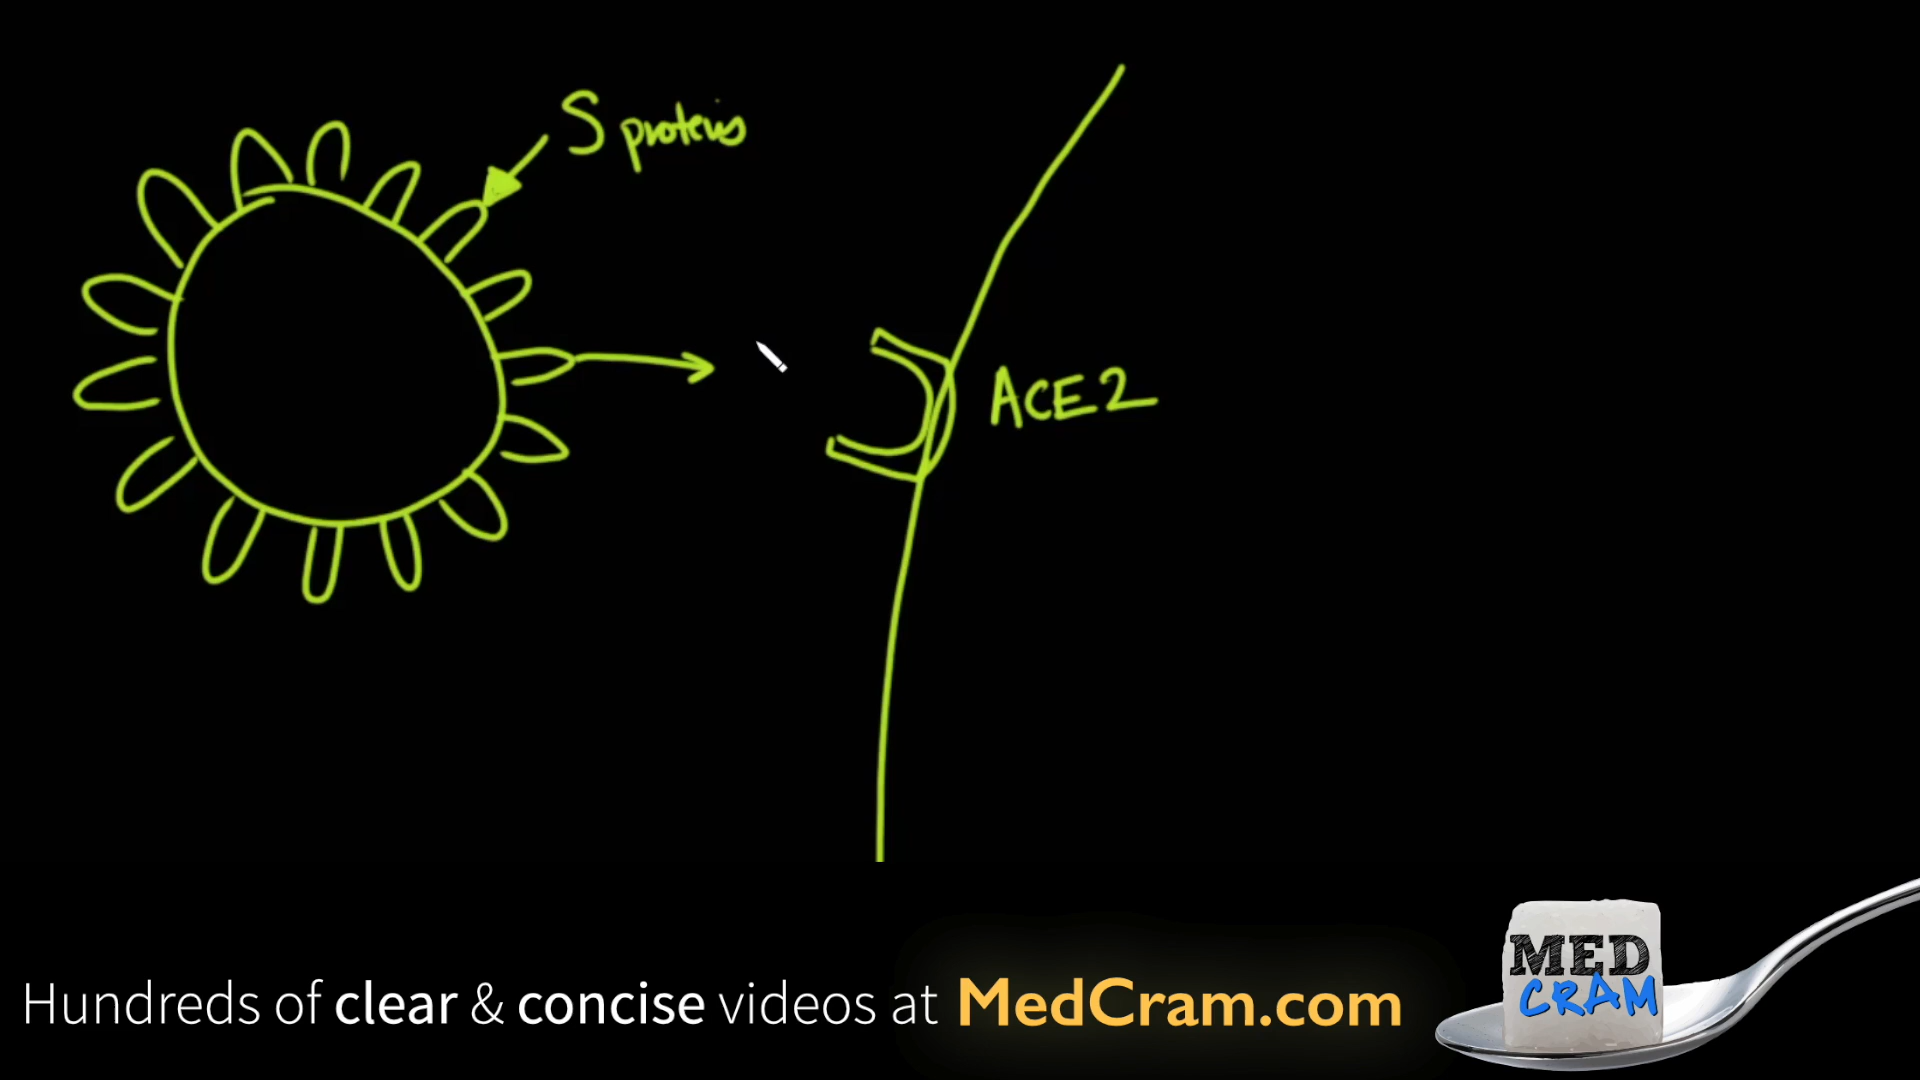 S proteins
ACE2
Hundreds of clear & concise videos at MedCram.com
MED
CRAM